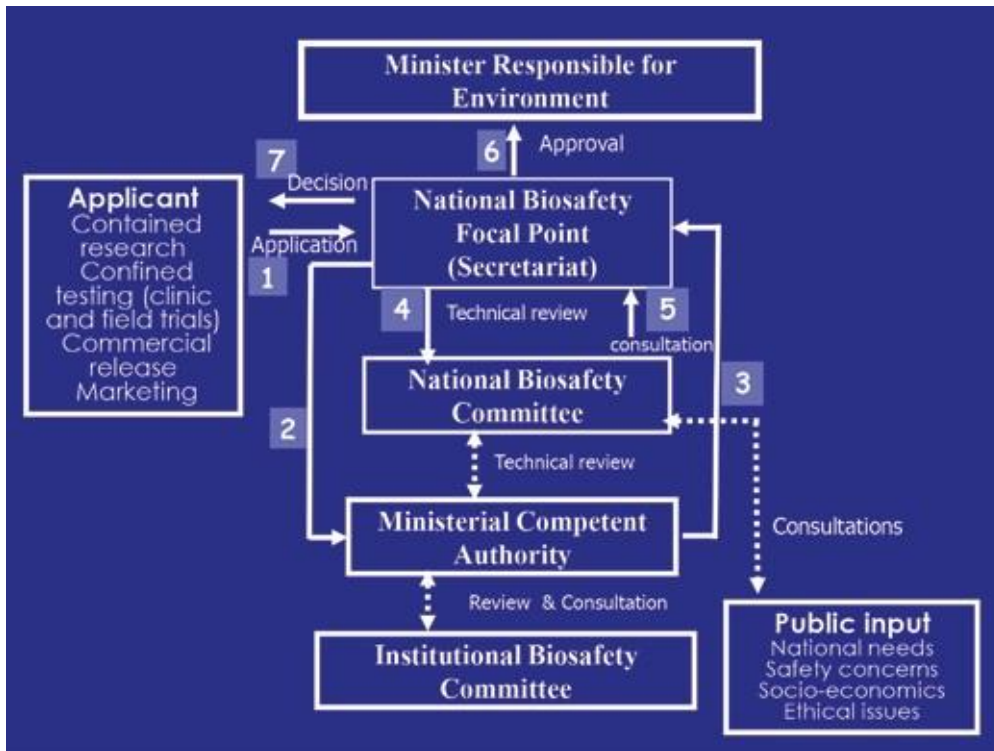 Minister Responsible for
Environment
6
Approval
7
Decision
Applicant
Contained
research
Confined
testing (clinic
and field trials)
Commercial
release
Marketing
Application
1
National Biosafety
Focal Point
(Secretariat)
4
Technical review
5
consultation
National Biosafety
Committee
3
2
Technical review
Ministerial Competent
Authority
Consultations
Review & Consultation
Institutional Biosafety
Committee
Public input
National needs
Safety concerns
Socio-economics
Ethical issues